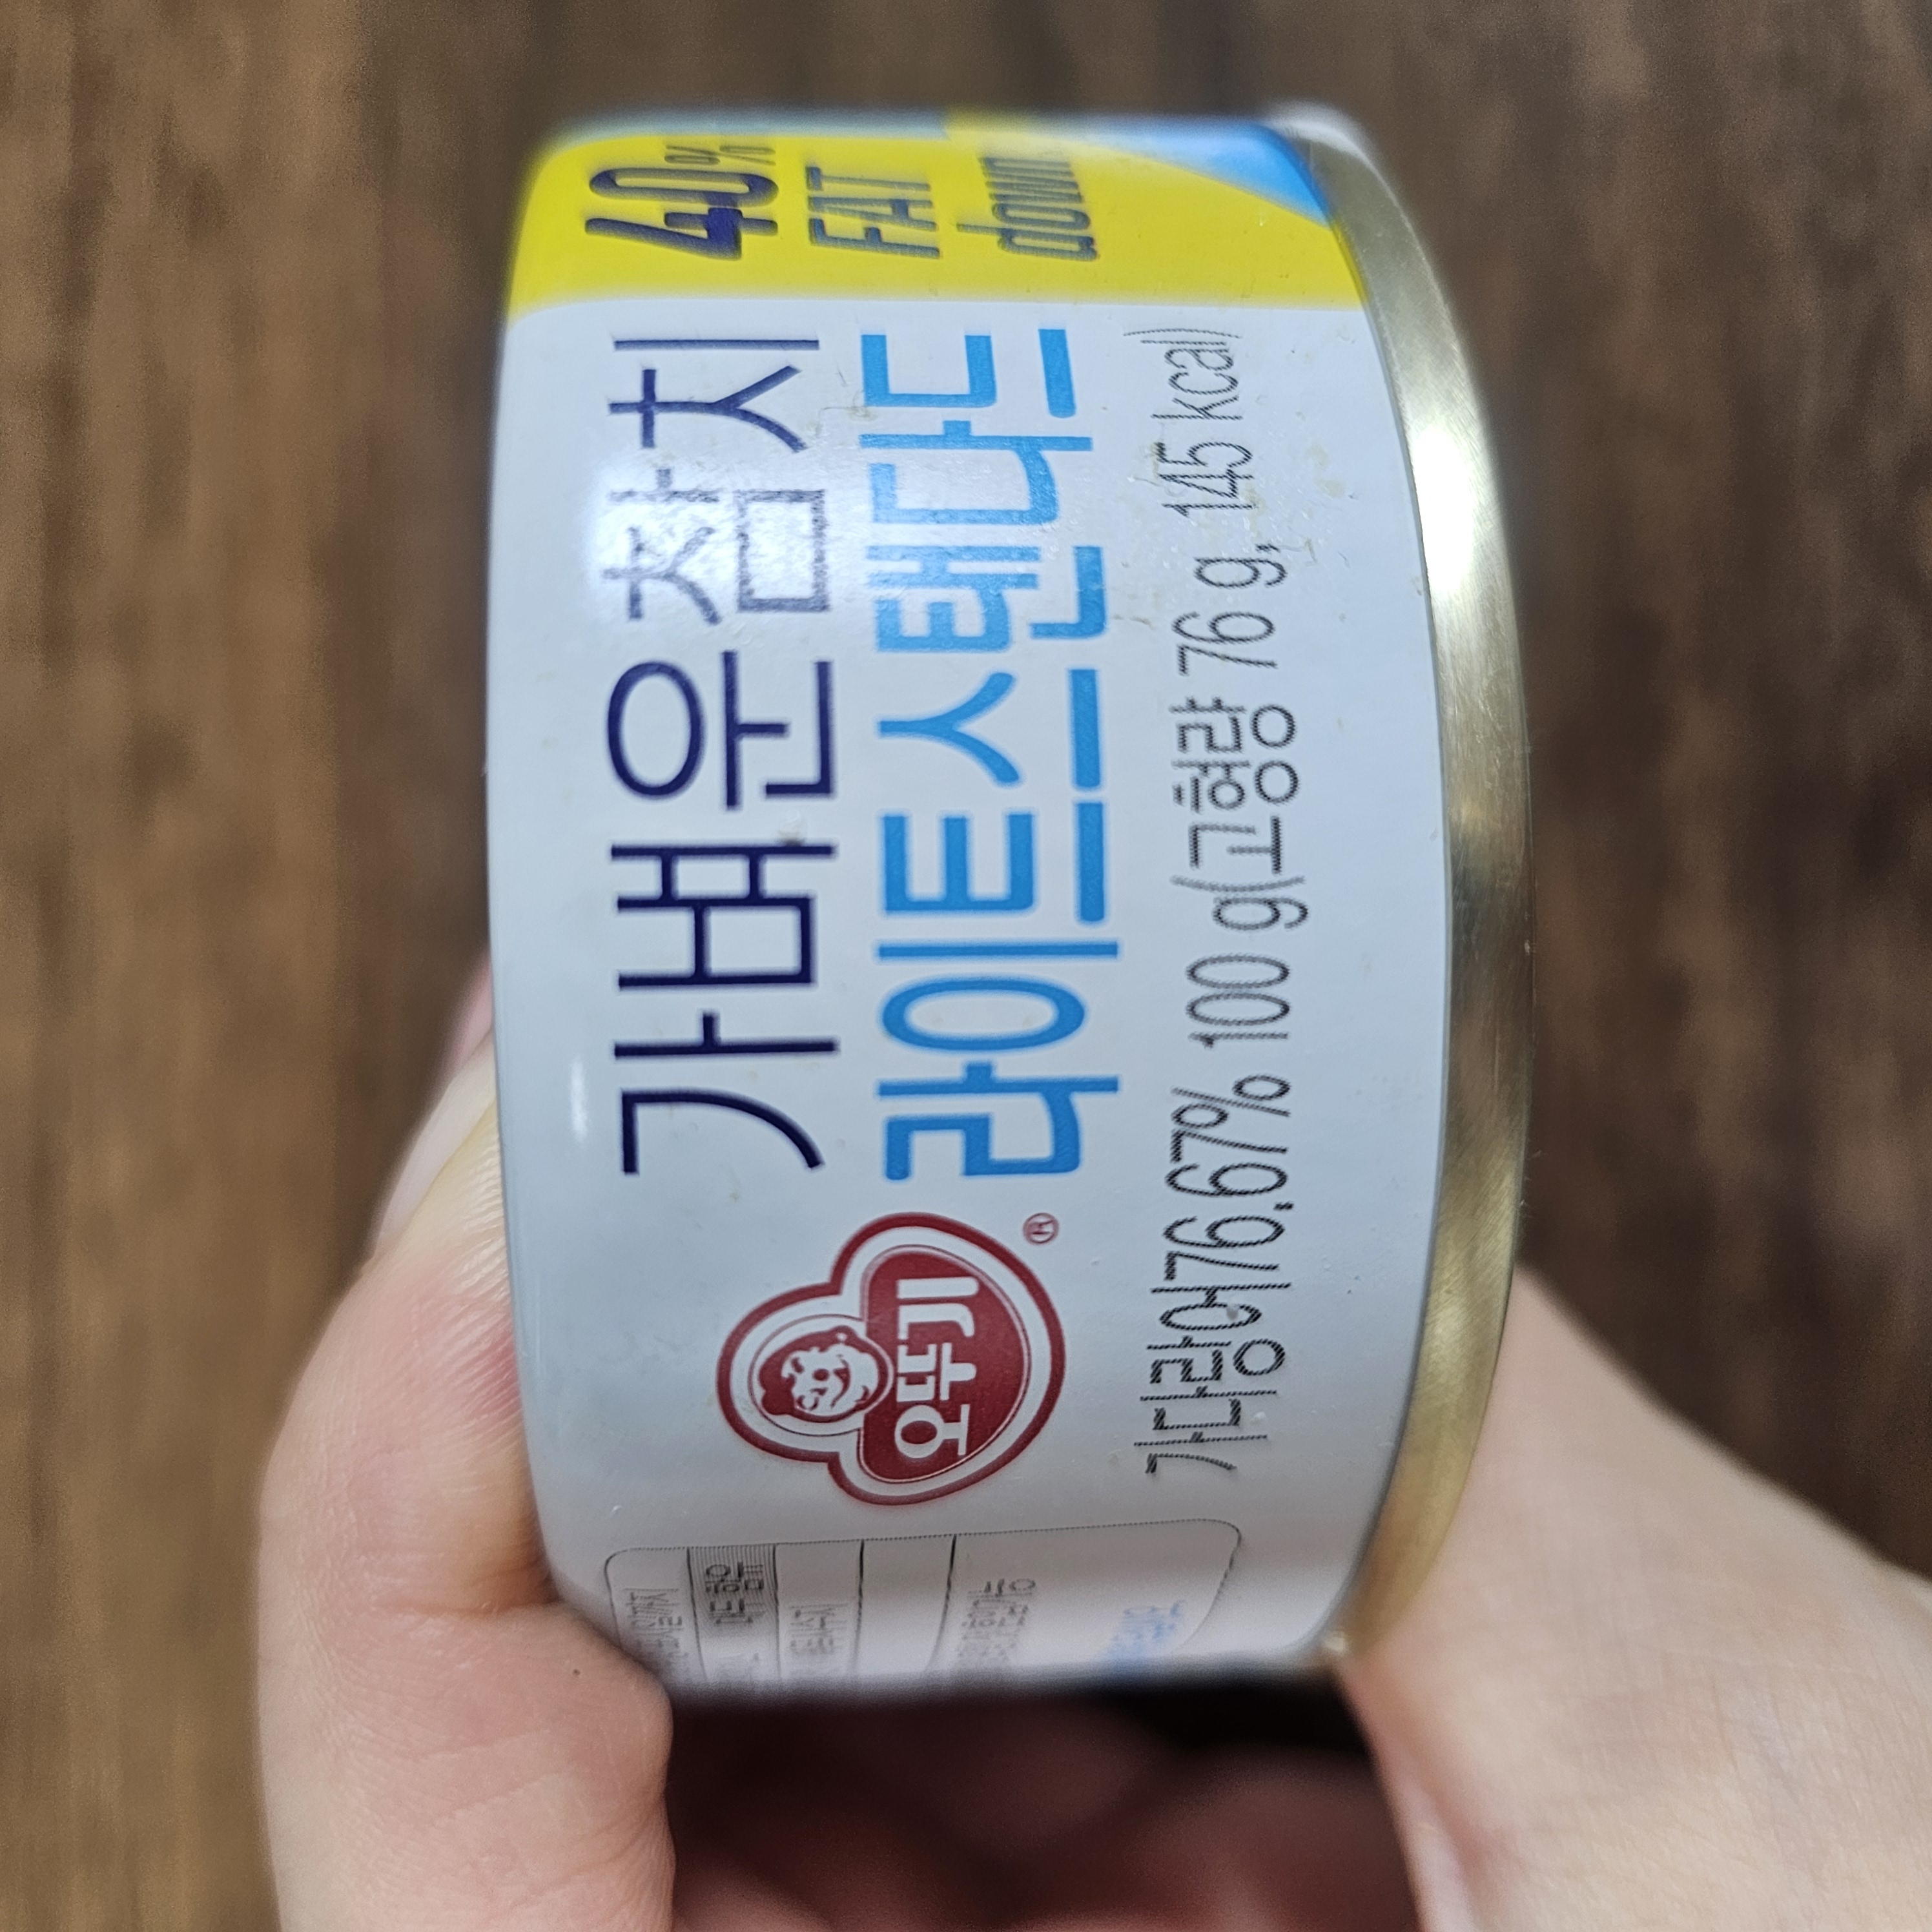 40%
FAT
down
가벼운참치
라이트스탠다드
오뚜기
®
가다랑어76.67% 100 g(고형량 76 g, 145 kcal)